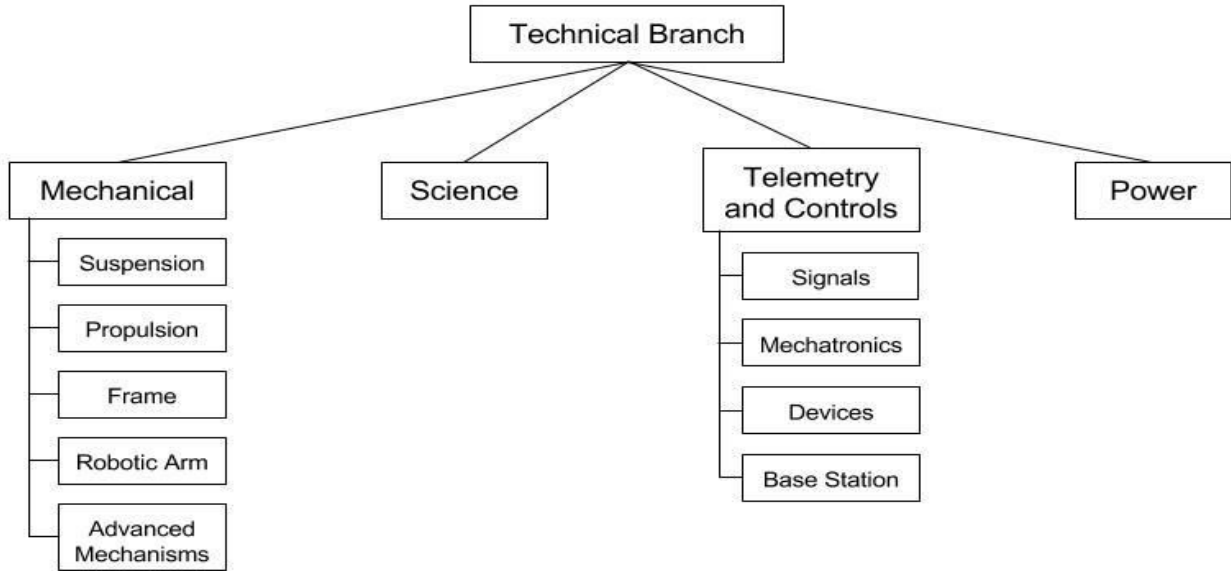 Technical Branch
Mechanical
Suspension
Propulsion
Frame
Robotic Arm
Advanced
Mechanisms
Science
Telemetry
and Controls
Signals
Mechatronics
Devices
Base Station
Power